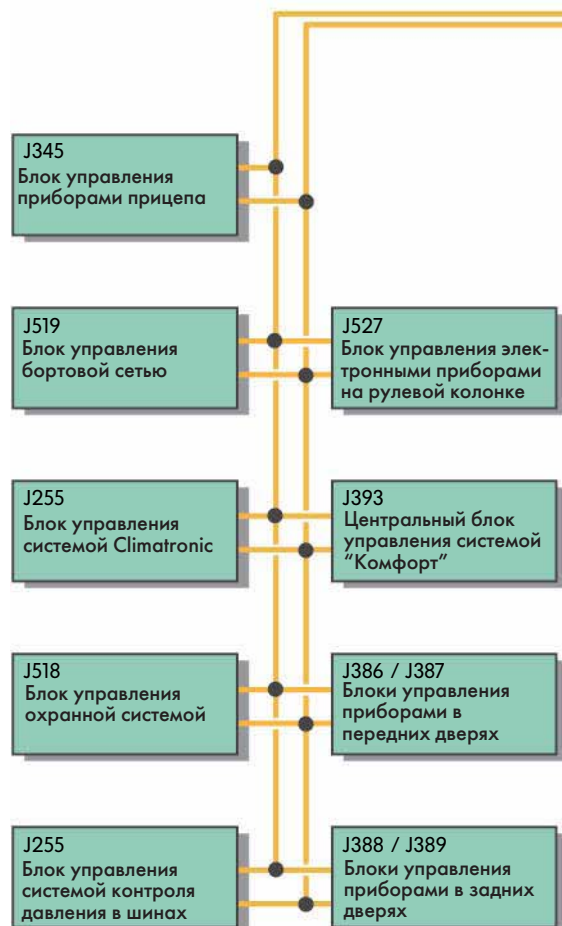 J345
Блок управления
приборами прицепа
J519
Блок управления
бортовой сетью
J527
Блок управления элек-
тронными приборами
на рулевой колонке
J255
Блок управления
системой Climatronic
J393
Центральный блок
управления системой
"Комфорт"
J518
Блок управления
охранной системой
J386 / J387
Блоки управления
приборами в
передних дверях
J255
Блок управления
системой контроля
давления в шинах
J388 / J389
Блоки управления
приборами в задних
дверях